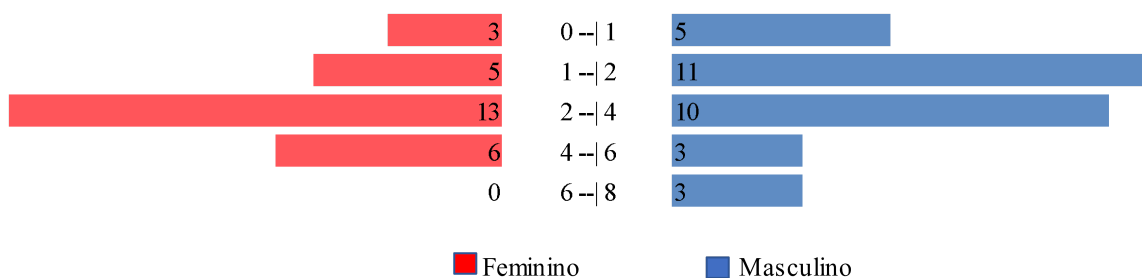 3 0 --| 1 5
5 1 --| 2 11
13 2 --| 4 10
6 4 --| 6 3
0 6 --| 8 3
Feminino Masculino